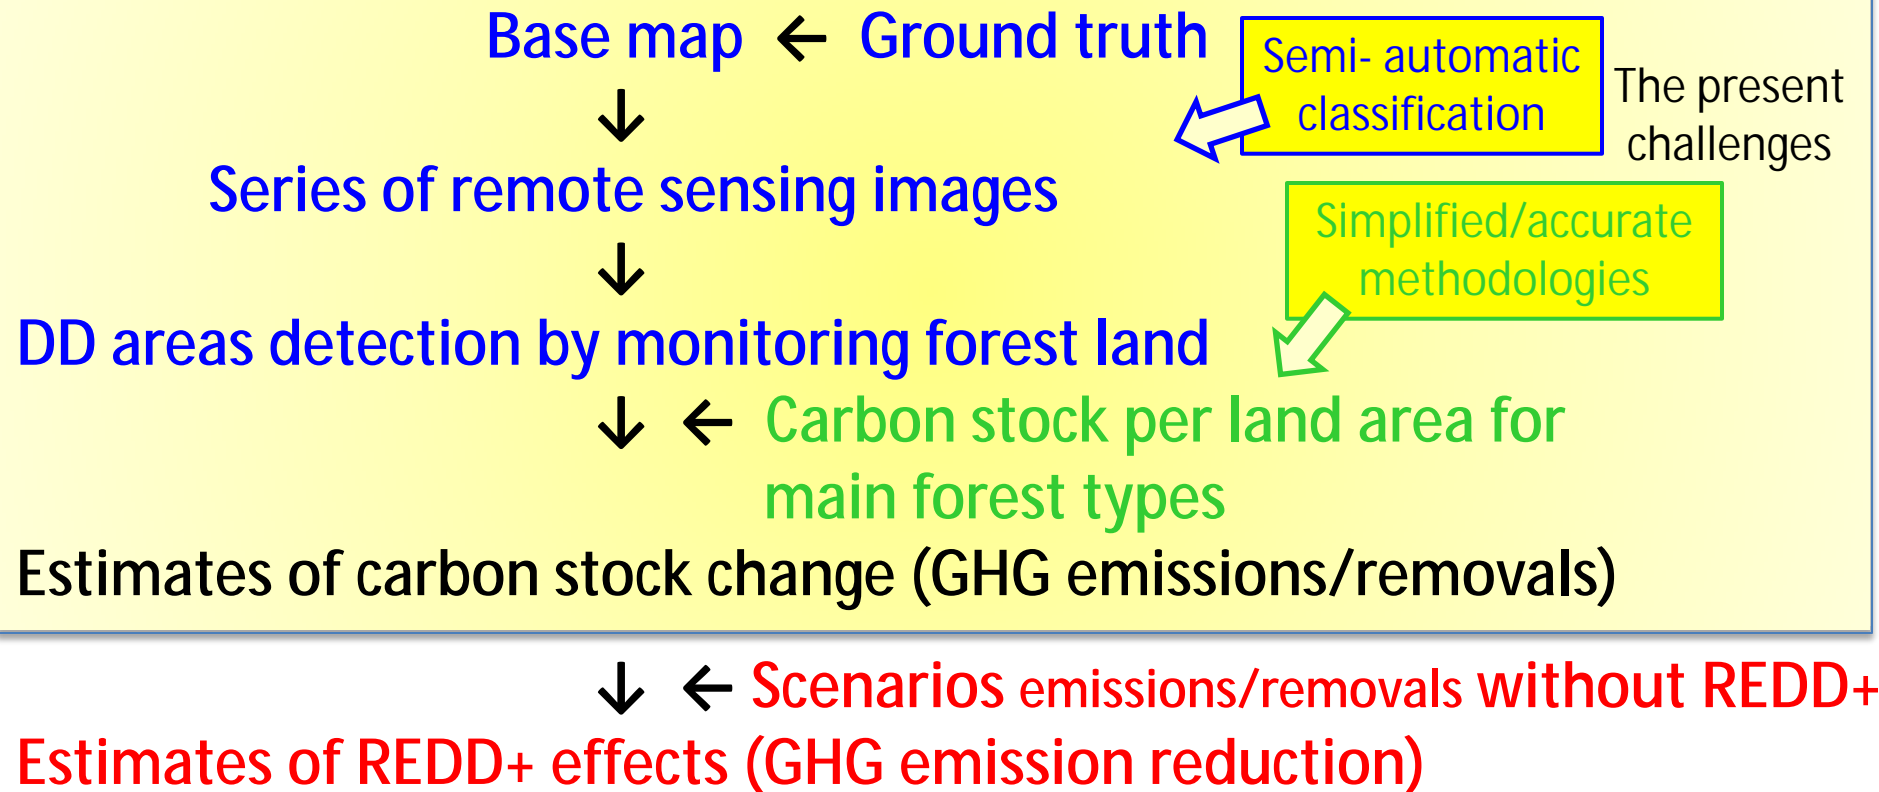 Base map ← Ground truth
Semi- automatic
classification
The present
challenges
↓
Series of remote sensing images
Simplified/accurate
methodologies
↓
DD areas detection by monitoring forest land
↓ ← Carbon stock per land area for
main forest types
Estimates of carbon stock change (GHG emissions/removals)
↓ ← Scenarios emissions/removals without REDD+
Estimates of REDD+ effects (GHG emission reduction)